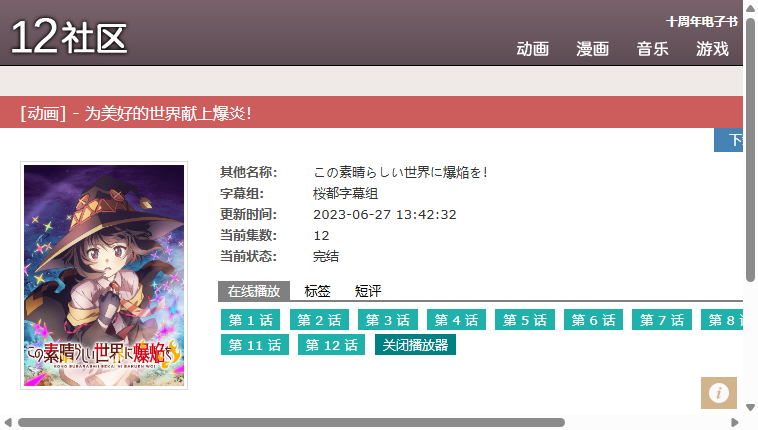 12社区
十周年电子书
动画 漫画 音乐 游戏
[动画] - 为美好的世界献上爆炎!
下
其他名称: この素晴らしい世界に爆焔を!
字幕组: 桜都字幕组
更新时间: 2023-06-27 13:42:32
当前集数: 12
当前状态: 完结
在线播放 标签 短评
第 1 话 第 2 话 第 3 话 第 4 话 第 5 话 第 6 话 第 7 话 第 8
第 11 话 第 12 话 关闭播放器
この素晴らしい世界に爆焔を
KONO SUBARASHII SEKAI NI BAKUEN WO!
i